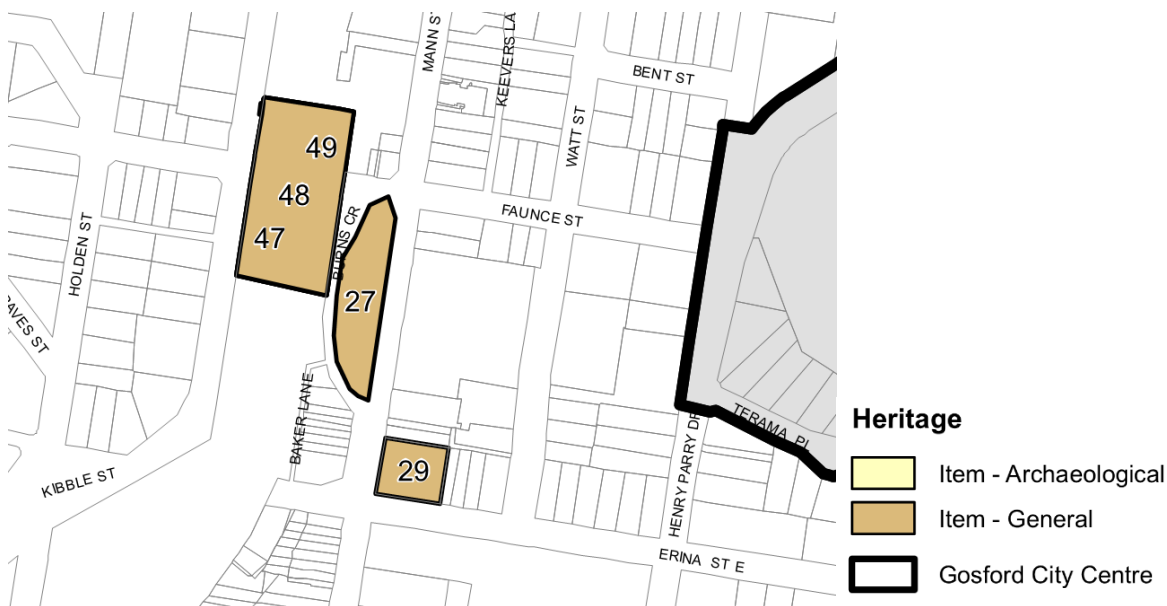 MANN S
KEEVERS LA
BENT ST
WATT ST
49
48
47
HOLDEN ST
BURNS CR
FAUNCE ST
27
RAVES ST
BAKER LANE
TERAMA PL
HENRY PARRY DR
29
KIBBLE ST
ERINA ST E
Heritage
Item - Archaeological
Item - General
Gosford City Centre